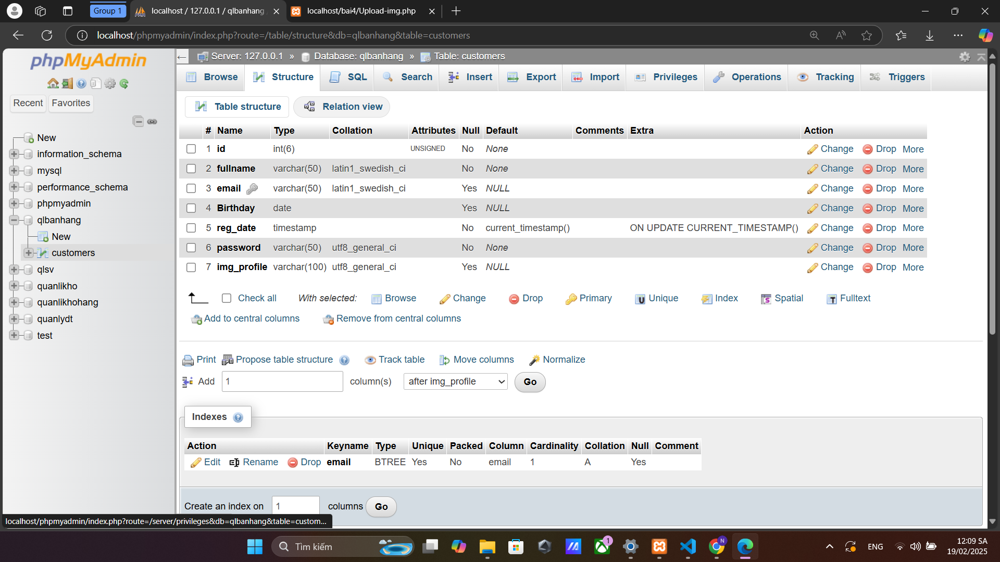 Group 1
localhost / 127.0.0.1 / qlbanhang
localhost/bai4/Upload-img.php
localhost/phpmyadmin/index.php?route=/table/structure&db=qlbanhang&table=customers
phpMyAdmin
Recent
Favorites
New
information_schema
mysql
performance_schema
phpmyadmin
qlbanhang
New
customers
qlsv
quanlikho
quanlikhohang
quanlydt
test
Server: 127.0.0.1 » Database: qlbanhang » Table: customers
Browse Structure SQL Search Insert Export Import Privileges Operations Tracking Triggers
Table structure Relation view
# Name Type Collation Attributes Null Default Comments Extra Action
1 id int(6) UNSIGNED No None Change Drop More
2 fullname varchar(50) latin1_swedish_ci No None Change Drop More
3 email varchar(50) latin1_swedish_ci Yes NULL Change Drop More
4 Birthday date Yes NULL Change Drop More
5 reg_date timestamp No current_timestamp() ON UPDATE CURRENT_TIMESTAMP() Change Drop More
6 password varchar(50) utf8_general_ci No None Change Drop More
7 img_profile varchar(100) utf8_general_ci Yes NULL Change Drop More
Check all With selected: Browse Change Drop Primary Unique Index Spatial Fulltext
Add to central columns Remove from central columns
Print Propose table structure Track table Move columns Normalize
Add 1 column(s) after img_profile Go
Indexes
Action Keyname Type Unique Packed Column Cardinality Collation Null Comment
Edit Rename Drop email BTREE Yes No email 1 A Yes
Create an index on 1 columns Go
localhost/phpmyadmin/index.php?route=/server/privileges&db=qlbanhang&table=custom...
Tìm kiếm
1
N
ENG
12:09 SA
19/02/2025